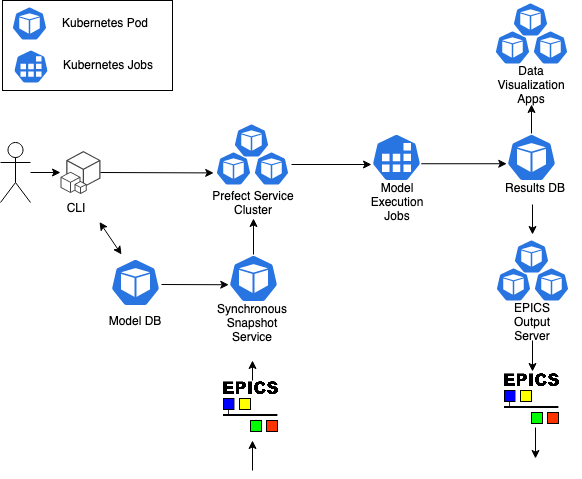 Kubernetes Pod
Kubernetes Jobs
Data
Visualization
Apps
CLI
Prefect Service
Cluster
Model
Execution
Jobs
Results DB
Model DB
Synchronous
Snapshot
Service
EPICS
Output
Server
EPICS
EPICS